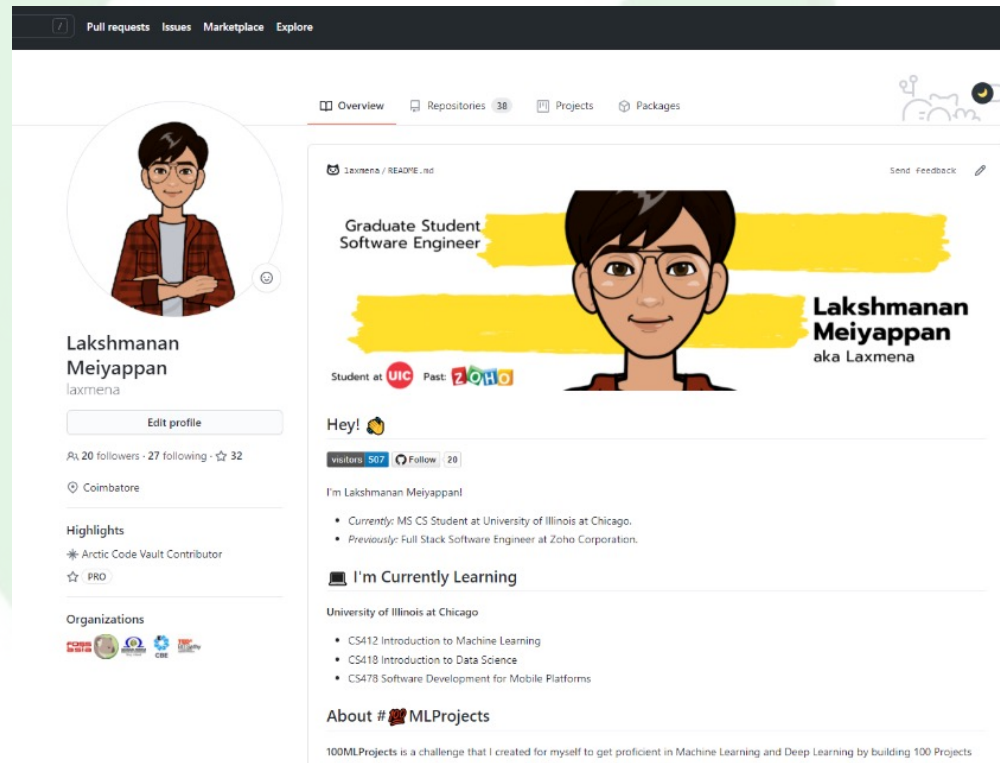 / Pull requests Issues Marketplace Explore
Overview Repositories 38 Projects Packages
laxmena / README.md Send feedback
Graduate Student
Software Engineer
Lakshmanan
Meiyappan
aka Laxmena
Student at UIC Past: ZOHO
Lakshmanan
Meiyappan
laxmena
Edit profile
20 followers · 27 following · 32
Coimbatore
Highlights
Arctic Code Vault Contributor
PRO
Organizations
CBE
Hey! 👋
visitors 507 Follow 20
I'm Lakshmanan Meiyappan!
• Currently: MS CS Student at University of Illinois at Chicago.
• Previously: Full Stack Software Engineer at Zoho Corporation.
💻 I'm Currently Learning
University of Illinois at Chicago
• CS412 Introduction to Machine Learning
• CS418 Introduction to Data Science
• CS478 Software Development for Mobile Platforms
About #💯MLProjects
100MLProjects is a challenge that I created for myself to get proficient in Machine Learning and Deep Learning by building 100 Projects